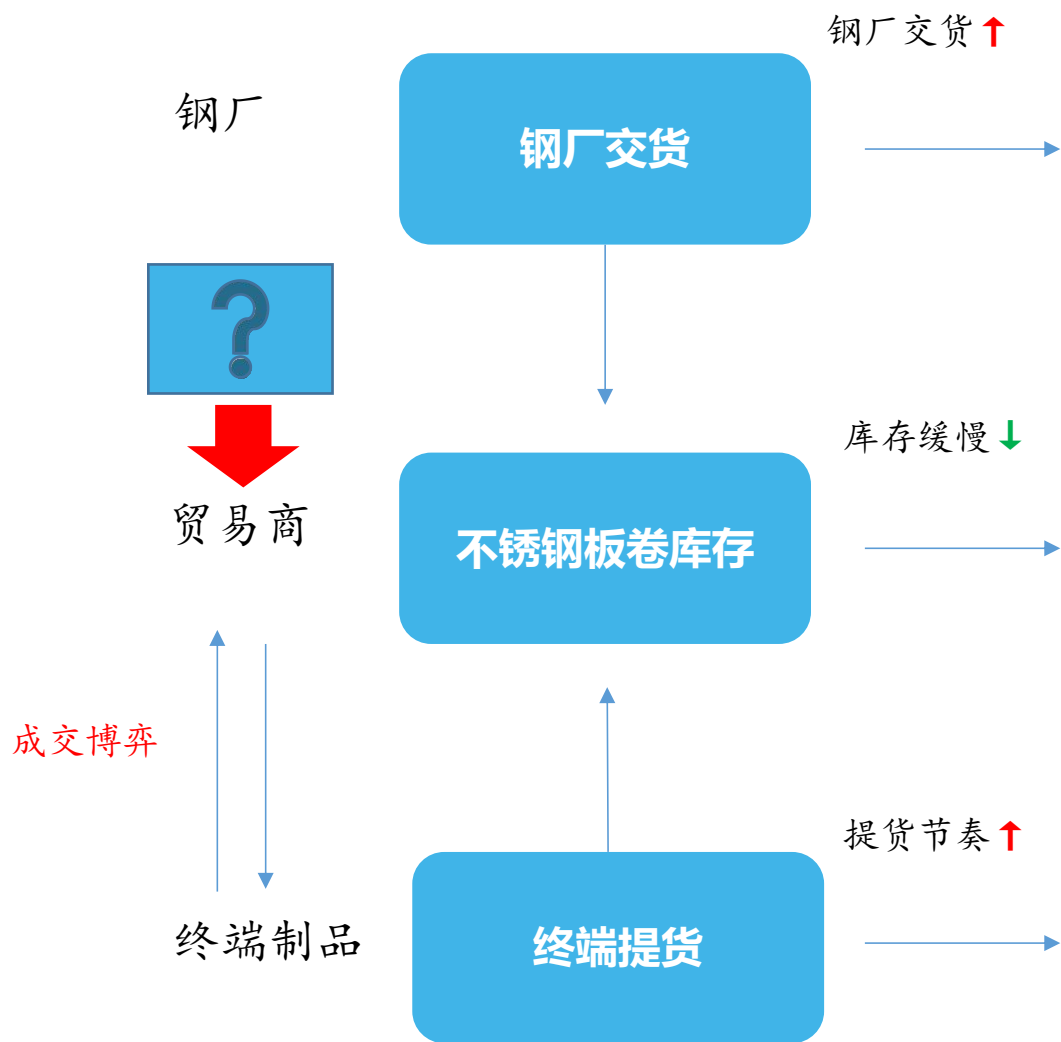 钢厂交货↑
钢厂
钢厂交货
?
库存缓慢↓
贸易商
不锈钢板卷库存
成交博弈
提货节奏↑
终端制品
终端提货